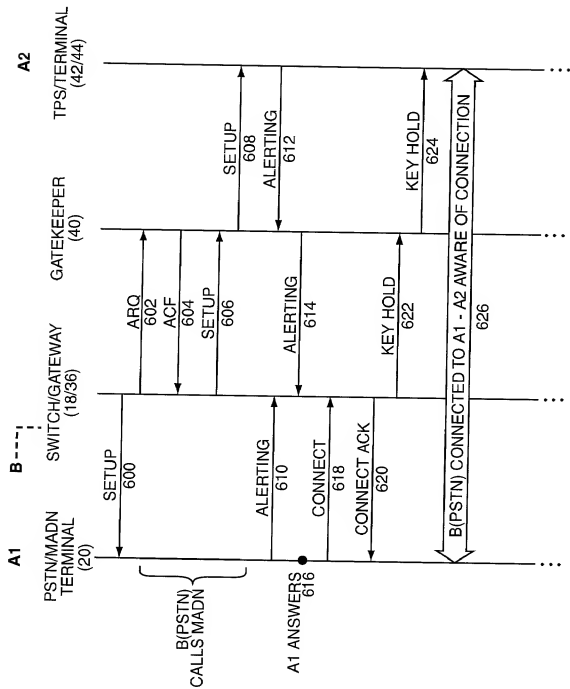 A1
PSTN/MADN
TERMINAL
(20)
B
SWITCH/GATEWAY
(18/36)
GATEKEEPER
(40)
A2
TPS/TERMINAL
(42/44)
B(PSTN)
CALLS MADN
SETUP
600
ARQ
602
ACF
604
SETUP
606
SETUP
608
ALERTING
610
ALERTING
612
ALERTING
614
A1 ANSWERS
616
CONNECT
618
CONNECT ACK
620
KEY HOLD
622
KEY HOLD
624
B(PSTN) CONNECTED TO A1 - A2 AWARE OF CONNECTION
626